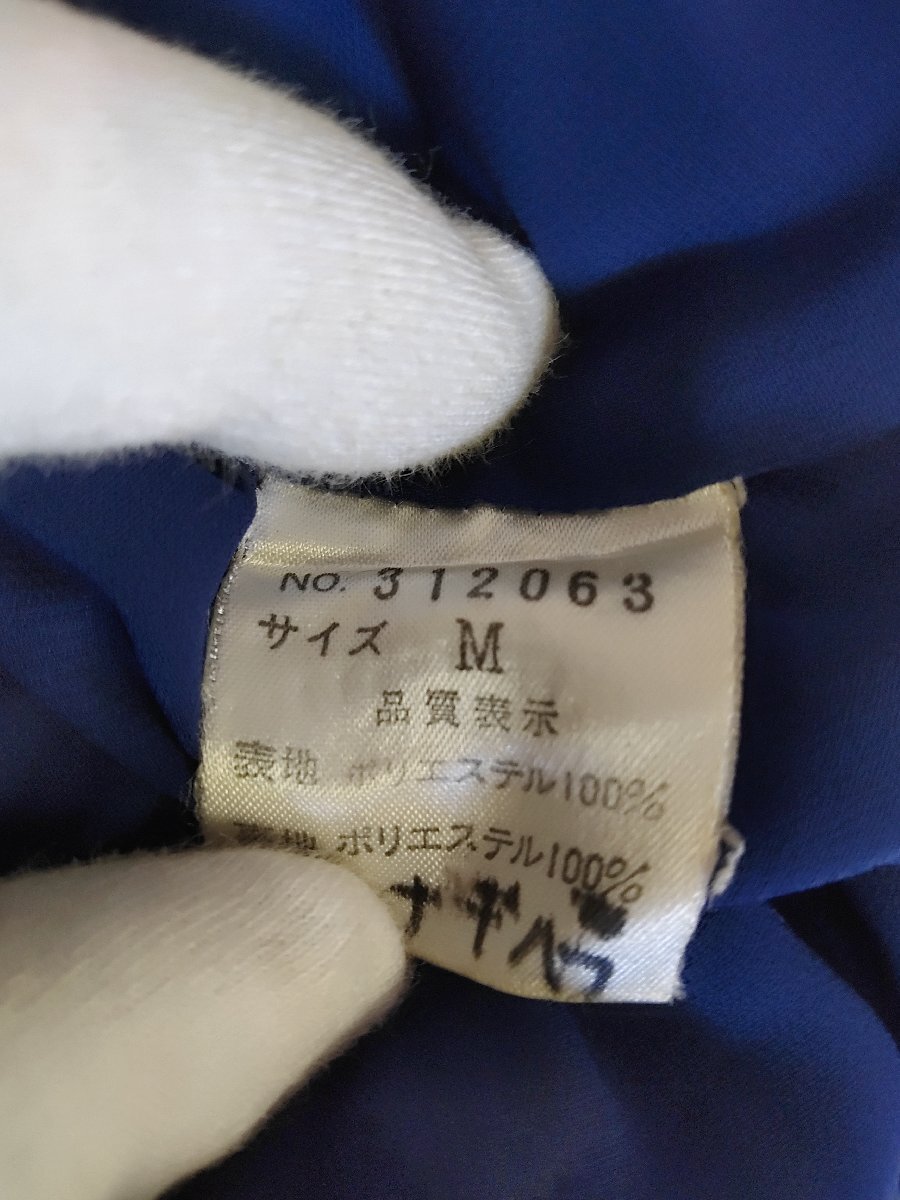 NO. 312063
サイズ M
品質表示
表地 ポリエステル100%
裏地 ポリエステル100%